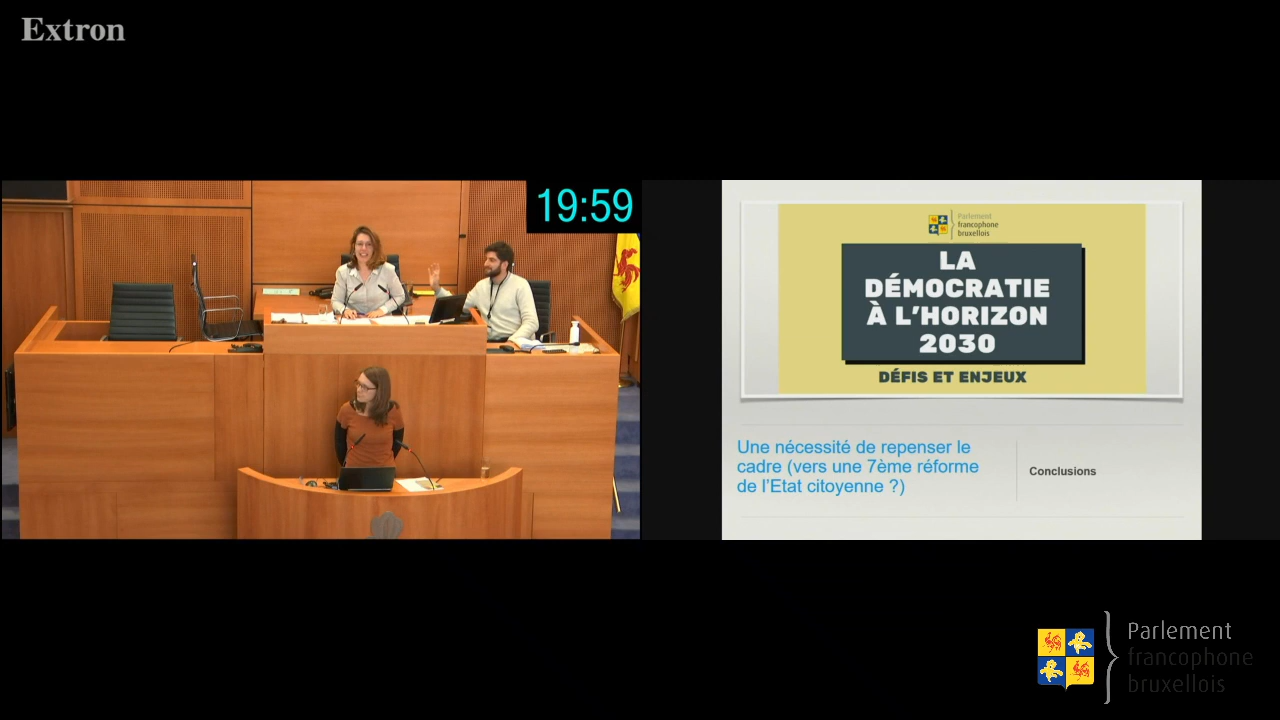 Extron
19:59
Parlement
francophone
bruxellois
LA
DÉMOCRATIE
À L'HORIZON
2030
DÉFIS ET ENJEUX
Une nécessité de repenser le
cadre (vers une 7ème réforme
de l'Etat citoyenne ?)
Conclusions
Parlement
francophone
bruxellois